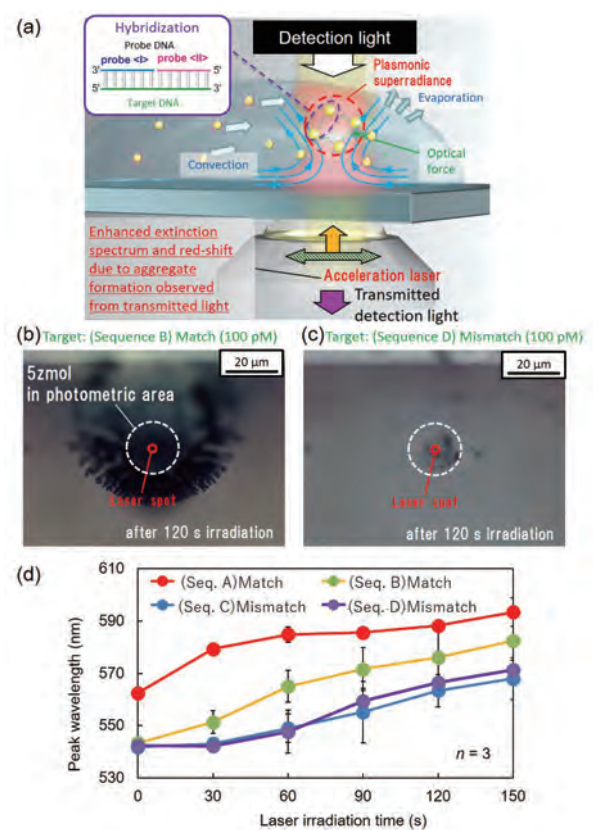 (a)
Hybridization
Probe DNA
probe <I> probe <II>
3' 5'
5' 3'
Target DNA
Detection light
Plasmonic
superradiance
Evaporation
Convection
Optical
force
Enhanced extinction
spectrum and red-shift
due to aggregate
formation observed
from transmitted light
Acceleration laser
Transmitted
detection light
(b) Target: (Sequence B) Match (100 pM)
20 μm
5zmol
in photometric area
Laser spot
after 120 s irradiation
(c) Target: (Sequence D) Mismatch (100 pM)
20 μm
Laser spot
after 120 s irradiation
(d)
610
590
570
550
530
Peak wavelength (nm)
(Seq. A)Match (Seq. B)Match
(Seq. C)Mismatch (Seq. D)Mismatch
n = 3
0 30 60 90 120 150
Laser irradiation time (s)